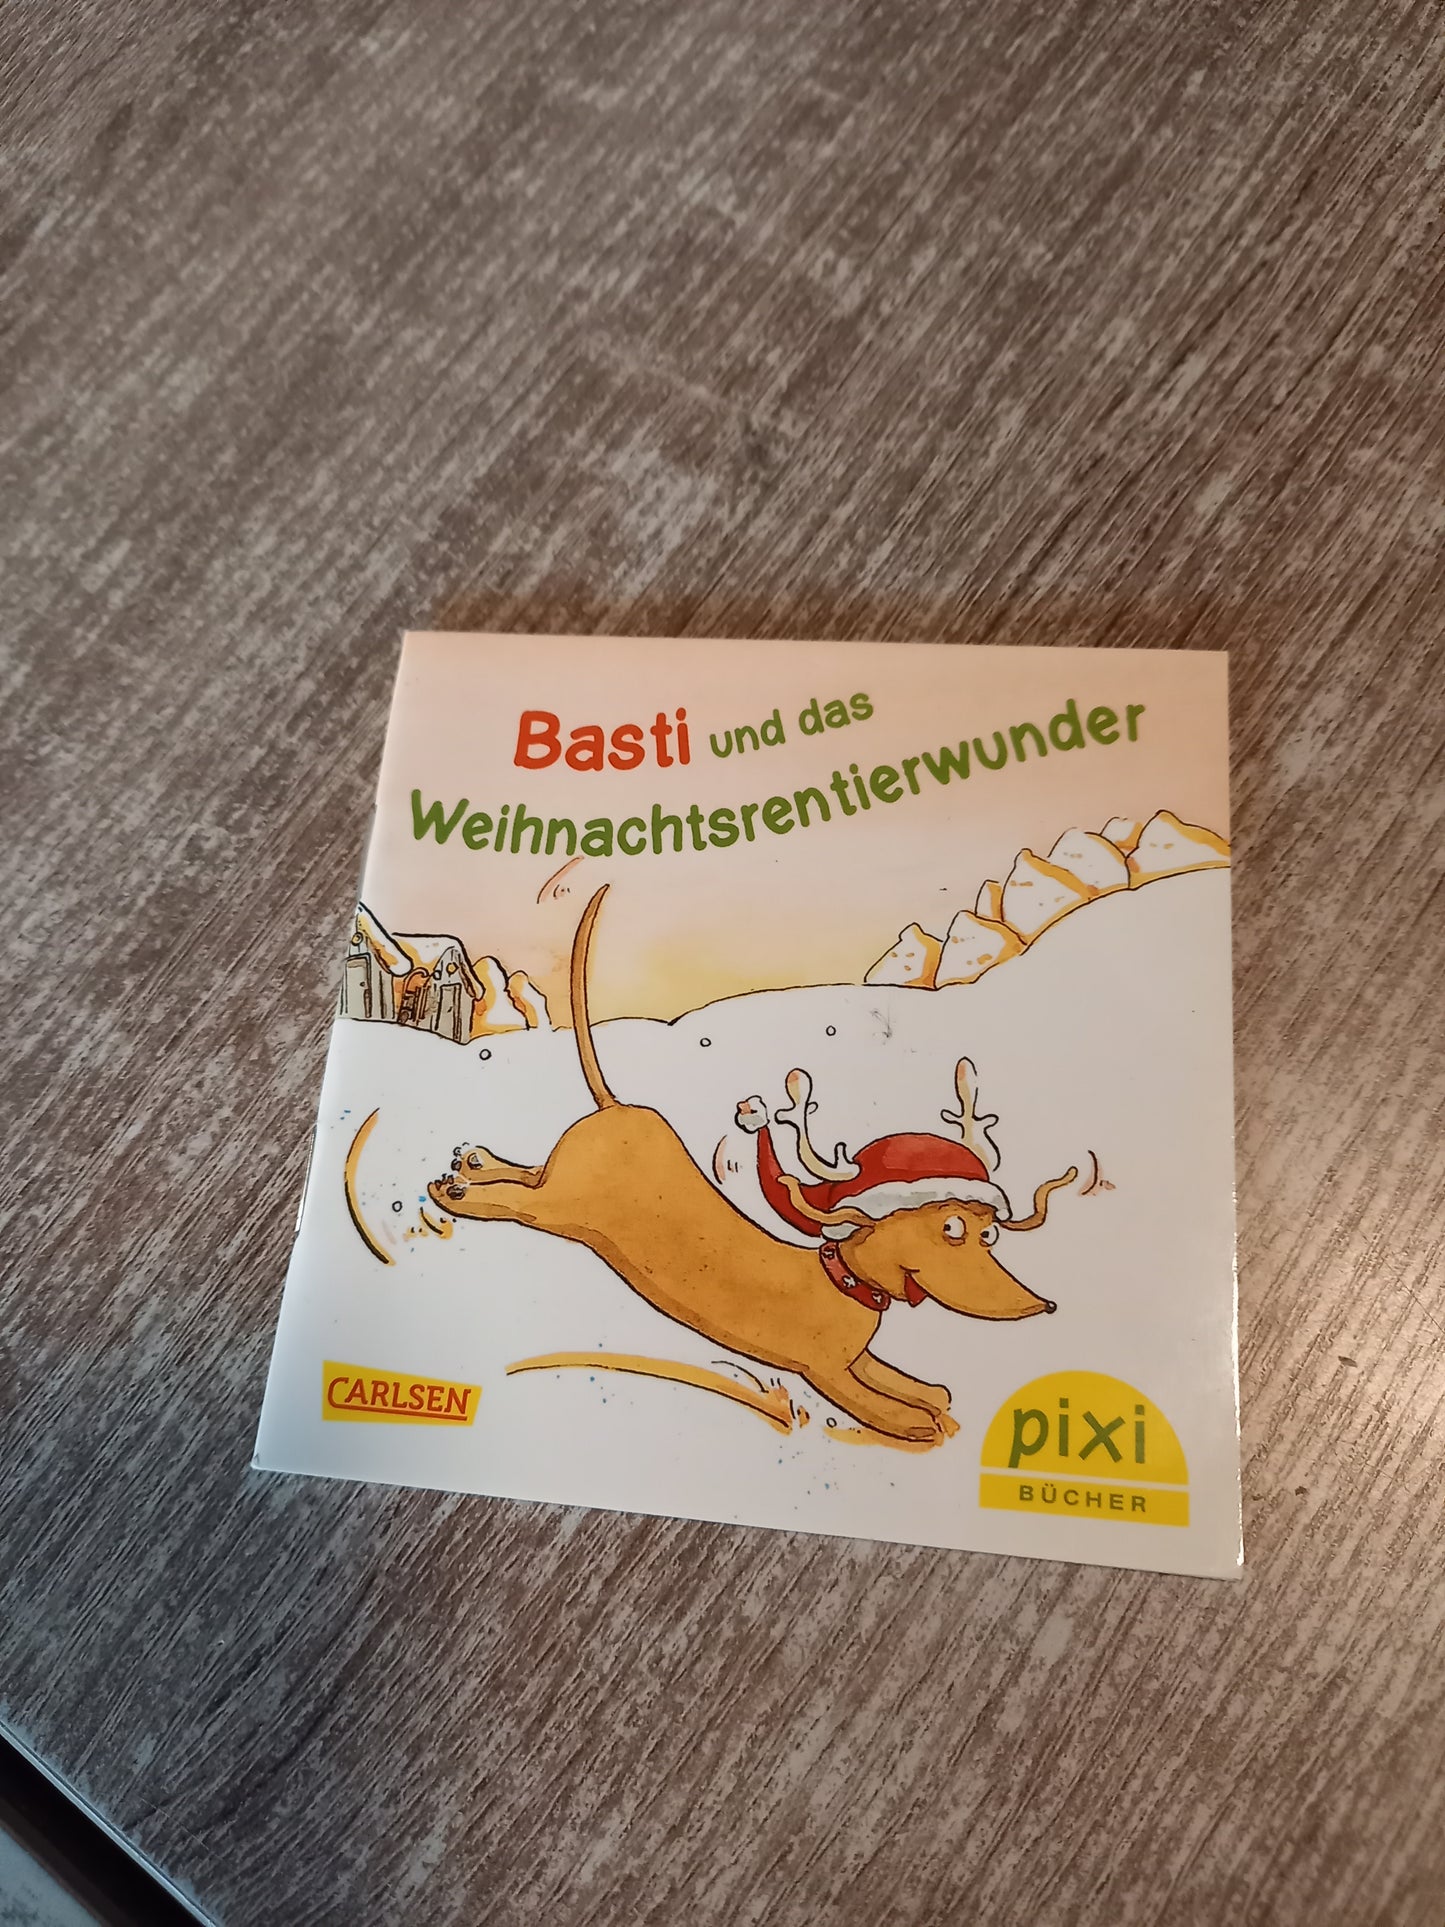 Basti und das
Weihnachtsrentierwunder
CARLSEN
pixi
BÜCHER